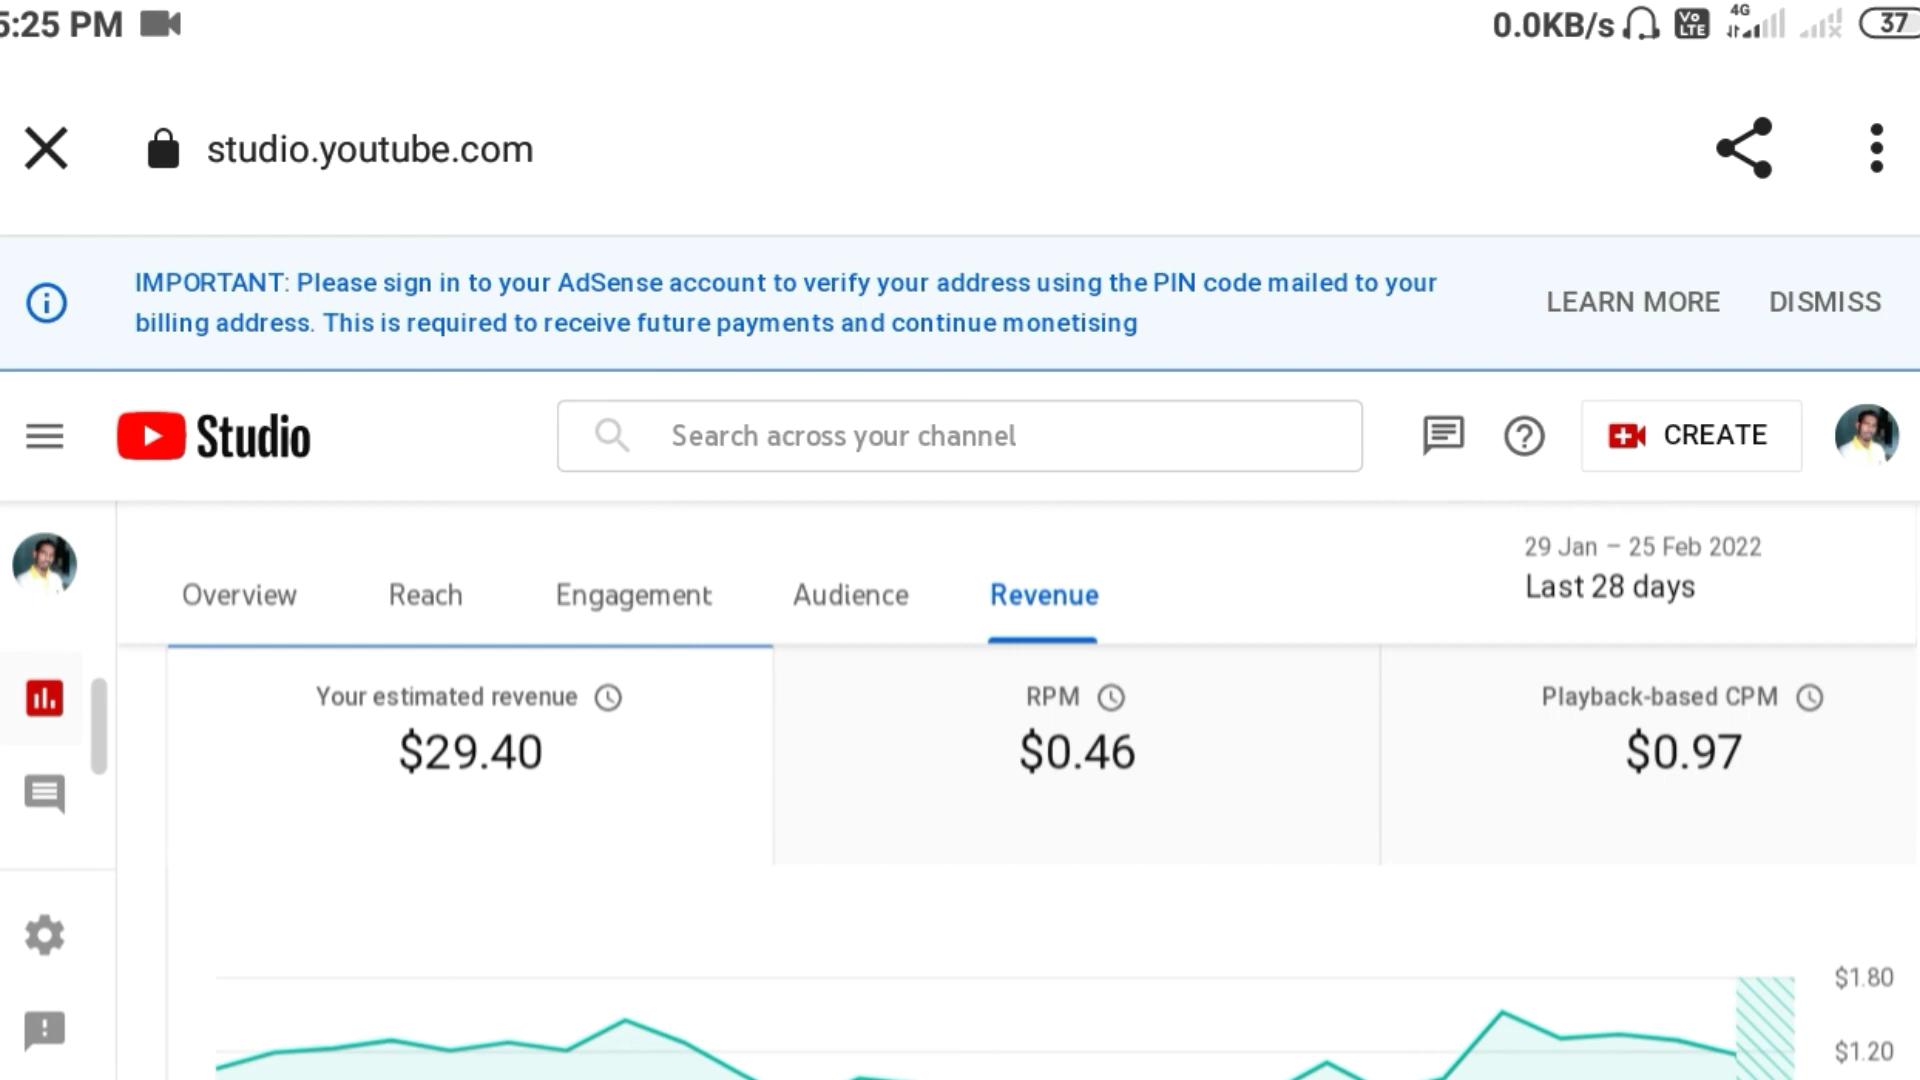 5:25 PM
0.0KB/s
Vo LTE
4G
37
studio.youtube.com
IMPORTANT: Please sign in to your AdSense account to verify your address using the PIN code mailed to your
billing address. This is required to receive future payments and continue monetising
LEARN MORE
DISMISS
Studio
Search across your channel
CREATE
29 Jan – 25 Feb 2022
Last 28 days
Overview
Reach
Engagement
Audience
Revenue
Your estimated revenue
$29.40
RPM
$0.46
Playback-based CPM
$0.97
$1.80
$1.20